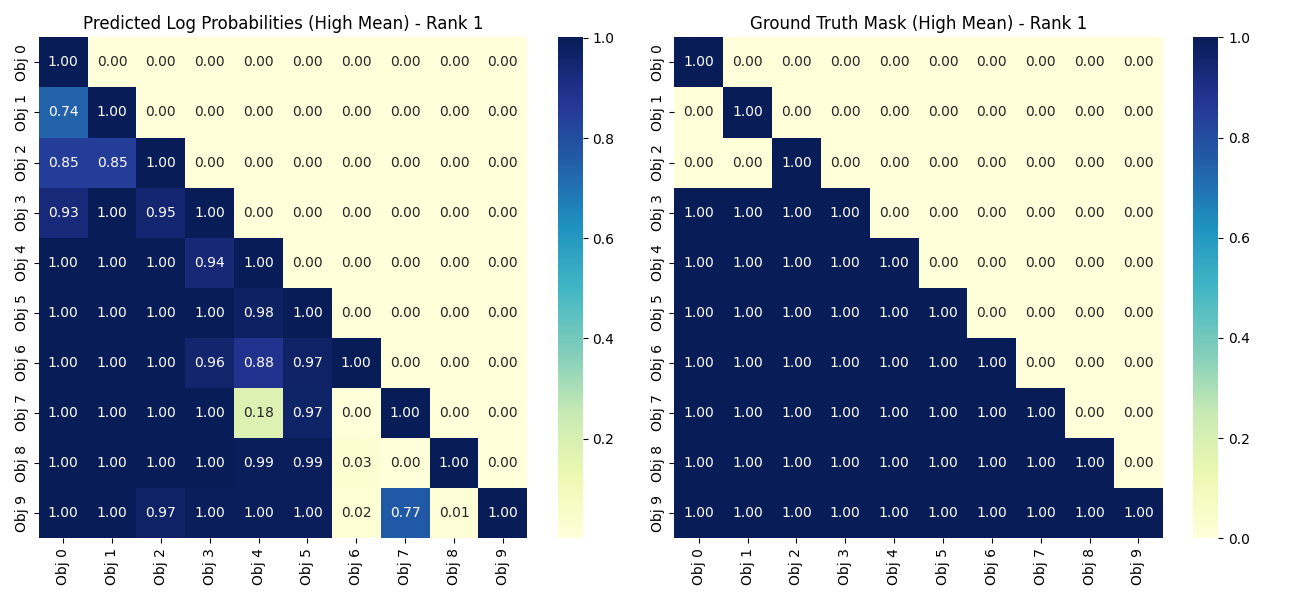 Predicted Log Probabilities (High Mean) - Rank 1
Obj 0 1.00 0.00 0.00 0.00 0.00 0.00 0.00 0.00 0.00 0.00
Obj 1 0.74 1.00 0.00 0.00 0.00 0.00 0.00 0.00 0.00 0.00
Obj 2 0.85 0.85 1.00 0.00 0.00 0.00 0.00 0.00 0.00 0.00
Obj 3 0.93 1.00 0.95 1.00 0.00 0.00 0.00 0.00 0.00 0.00
Obj 4 1.00 1.00 1.00 0.94 1.00 0.00 0.00 0.00 0.00 0.00
Obj 5 1.00 1.00 1.00 1.00 0.98 1.00 0.00 0.00 0.00 0.00
Obj 6 1.00 1.00 1.00 0.96 0.88 0.97 1.00 0.00 0.00 0.00
Obj 7 1.00 1.00 1.00 1.00 0.18 0.97 0.00 1.00 0.00 0.00
Obj 8 1.00 1.00 1.00 1.00 0.99 0.99 0.03 0.00 1.00 0.00
Obj 9 1.00 1.00 0.97 1.00 1.00 1.00 0.02 0.77 0.01 1.00
Obj 0 Obj 1 Obj 2 Obj 3 Obj 4 Obj 5 Obj 6 Obj 7 Obj 8 Obj 9
1.0
0.8
0.6
0.4
0.2
Ground Truth Mask (High Mean) - Rank 1
Obj 0 1.00 0.00 0.00 0.00 0.00 0.00 0.00 0.00 0.00 0.00
Obj 1 0.00 1.00 0.00 0.00 0.00 0.00 0.00 0.00 0.00 0.00
Obj 2 0.00 0.00 1.00 0.00 0.00 0.00 0.00 0.00 0.00 0.00
Obj 3 1.00 1.00 1.00 1.00 0.00 0.00 0.00 0.00 0.00 0.00
Obj 4 1.00 1.00 1.00 1.00 1.00 0.00 0.00 0.00 0.00 0.00
Obj 5 1.00 1.00 1.00 1.00 1.00 1.00 0.00 0.00 0.00 0.00
Obj 6 1.00 1.00 1.00 1.00 1.00 1.00 1.00 0.00 0.00 0.00
Obj 7 1.00 1.00 1.00 1.00 1.00 1.00 1.00 1.00 0.00 0.00
Obj 8 1.00 1.00 1.00 1.00 1.00 1.00 1.00 1.00 1.00 0.00
Obj 9 1.00 1.00 1.00 1.00 1.00 1.00 1.00 1.00 1.00 1.00
Obj 0 Obj 1 Obj 2 Obj 3 Obj 4 Obj 5 Obj 6 Obj 7 Obj 8 Obj 9
1.0
0.8
0.6
0.4
0.2
0.0